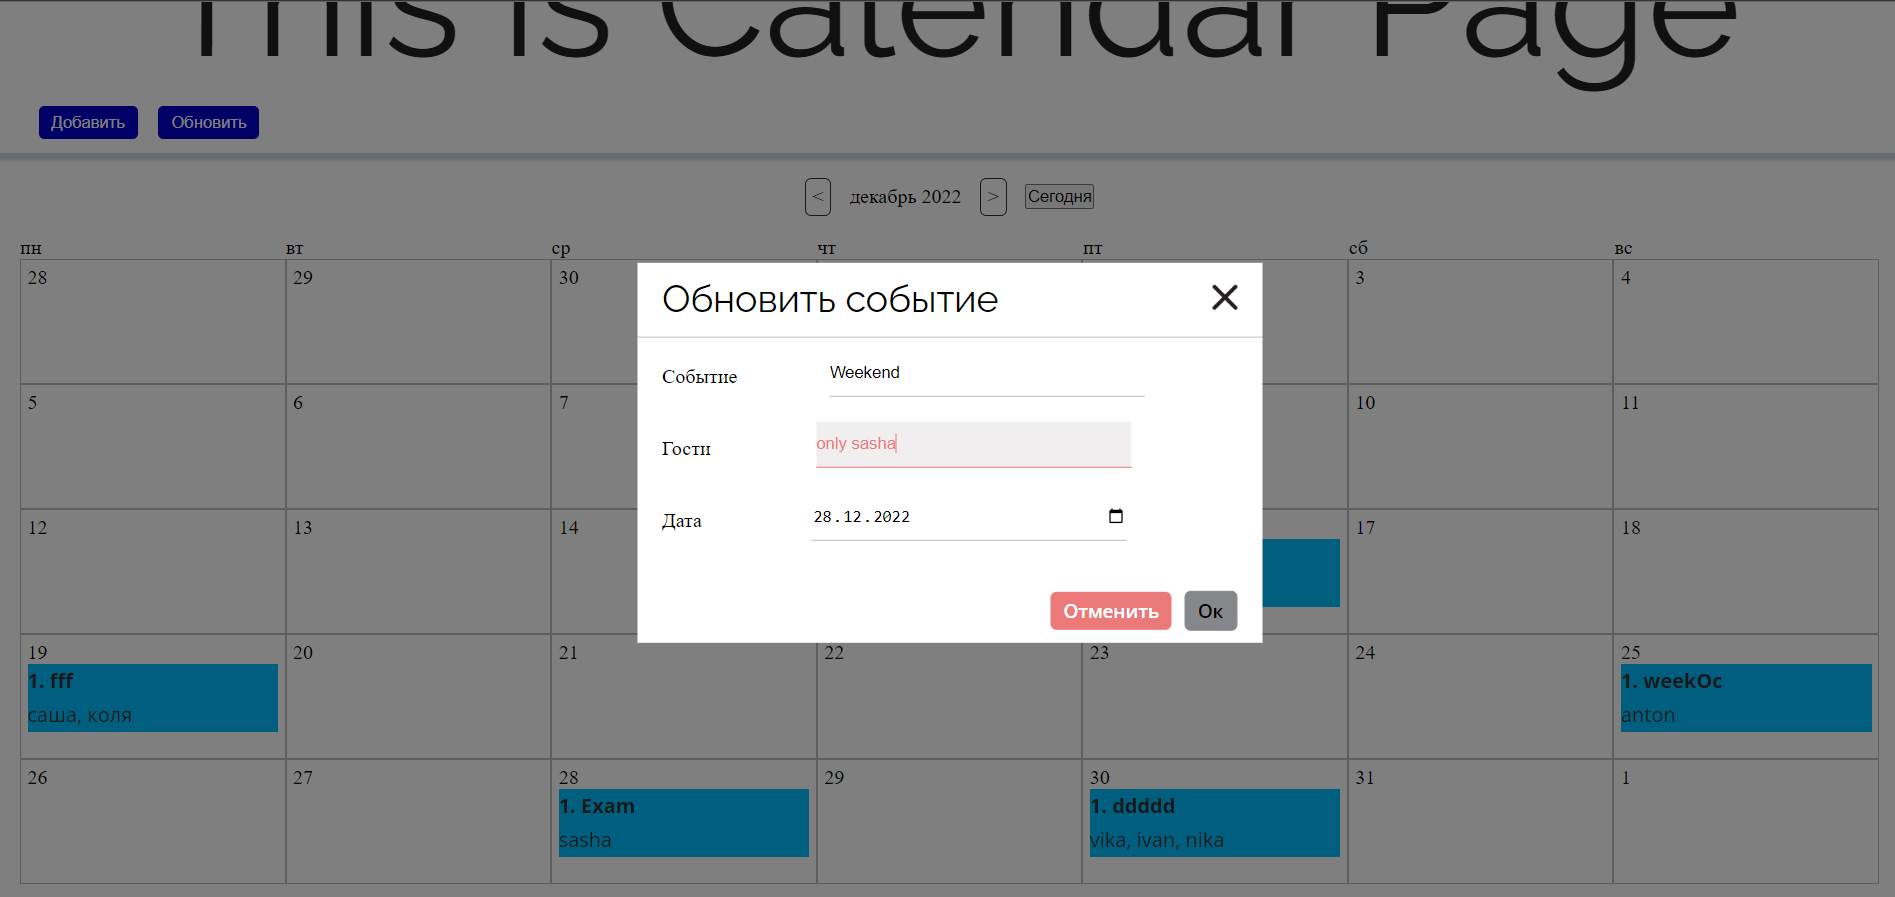 This is Calendar Page
Добавить Обновить
< декабрь 2022 > Сегодня
пн вт ср чт пт сб вс
28 29 30 3 4
Обновить событие
Событие Weekend
5 6 7 10 11
Гости only sasha
Дата 28.12.2022
12 13 14 17 18
Отменить Ок
19 20 21 22 23 24 25
1. fff 1. weekOc
саша, коля anton
26 27 28 29 30 31 1
1. Exam 1. ddddd
sasha vika, ivan, nika